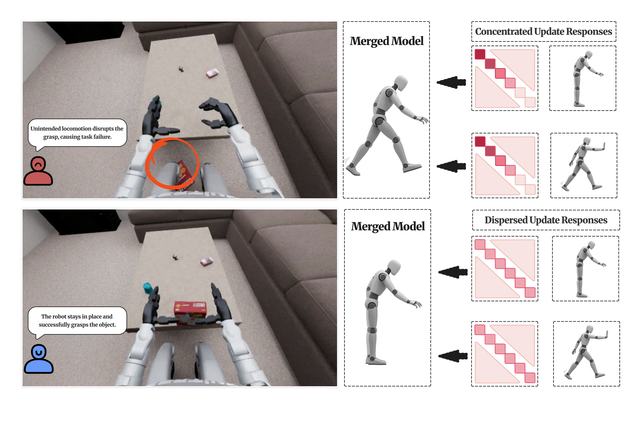 Unintended locomotion disrupts the
grasp, causing task failure.
Merged Model
Concentrated Update Responses
The robot stays in place and
successfully grasps the object.
Merged Model
Dispersed Update Responses